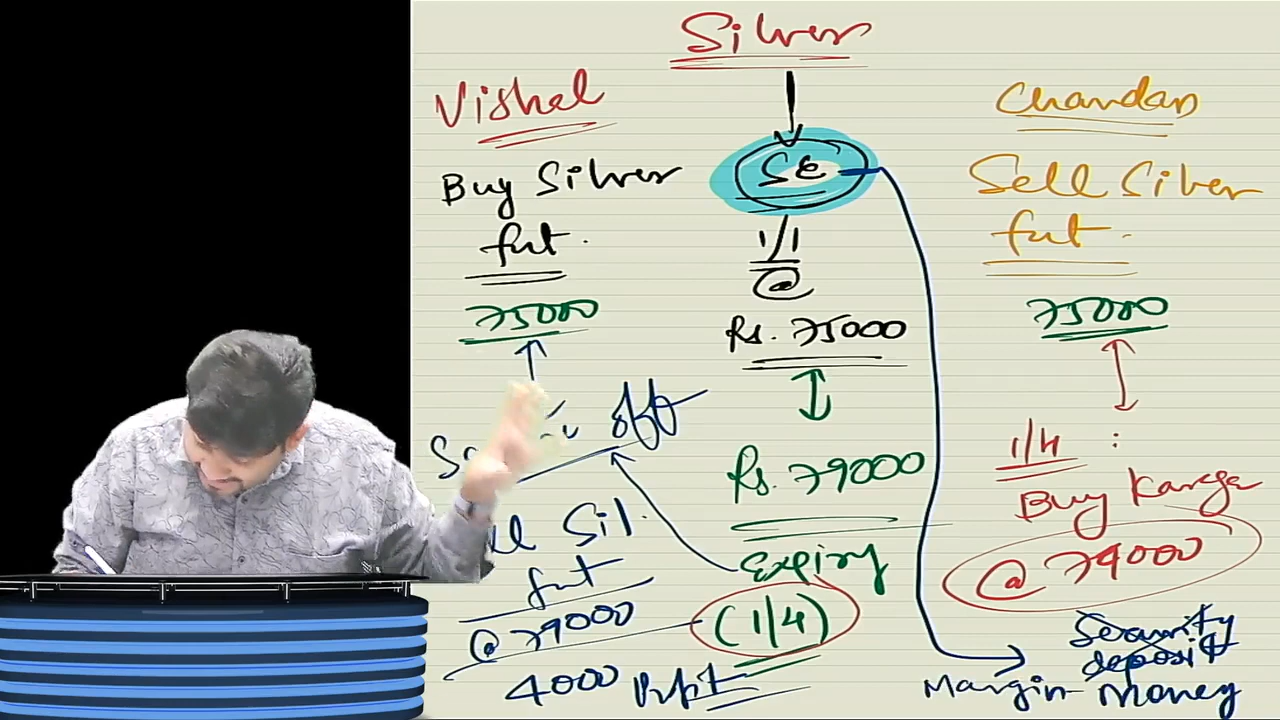 Silver
Vishal
Buy Silver
fut.
75000
off
Sil.
fut
@ 79000
4000 Profit
SE
1/1
@
Rs. 75000
Rs. 79000
Expiry
(1/4)
Chandan
Sell Silver
fut.
75000
1/4 :
Buy Karega
@ 79000
Security
deposit
Margin Money